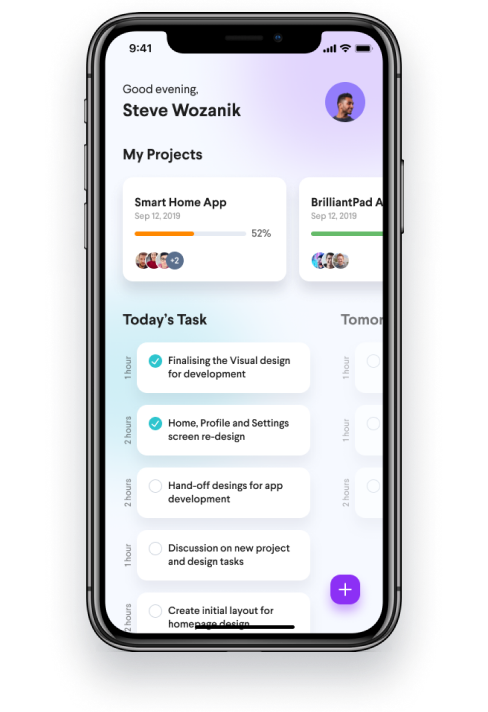 9:41
Good evening,
Steve Wozanik
My Projects
Smart Home App
Sep 12, 2019
52%
+2
BrilliantPad A
Sep 12, 2019
Today's Task
Tomor
1 hour
Finalising the Visual design
for development
1 hour
2 hours
Home, Profile and Settings
screen re-design
1 hour
2 hours
Hand-off desings for app
development
2 hours
1 hour
Discussion on new project
and design tasks
2 hours
Create initial layout for
homepage design